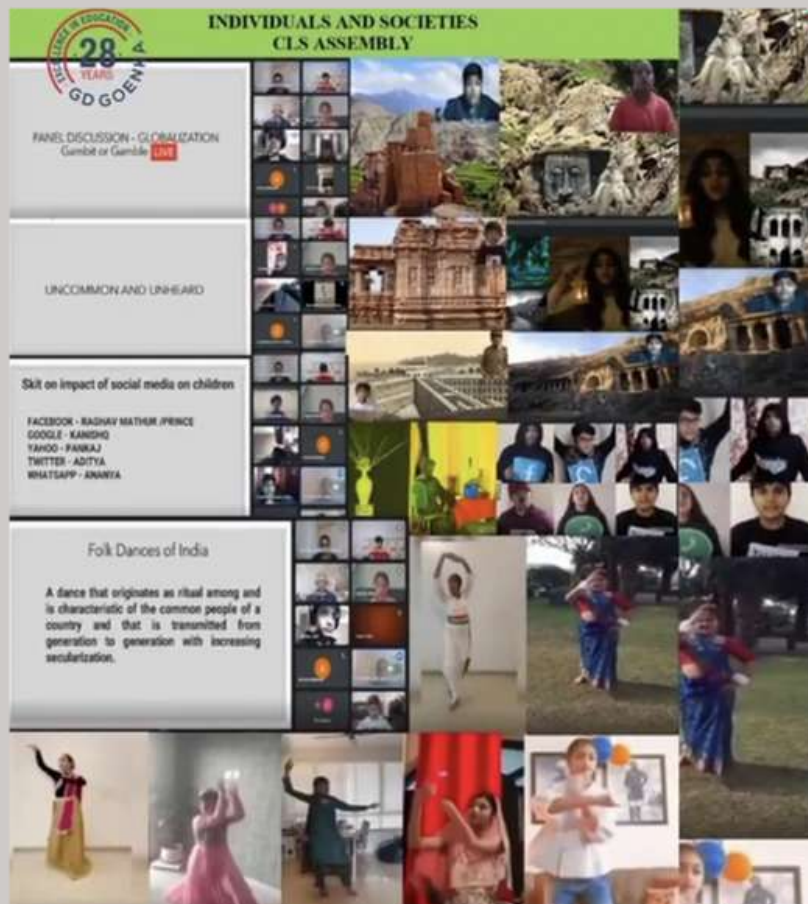 INDIVIDUALS AND SOCIETIES
CLS ASSEMBLY
EXCELLENCE IN EDUCATION
28
YEARS
GD GOENKA
PANEL DISCUSSION - GLOBALIZATION
Gambit or Gamble LIVE
UNCOMMON AND UNHEARD
Skit on impact of social media on children
FACEBOOK - RAGHAV MATHUR /PRINCE
GOOGLE - KANISHQ
YAHOO - PANKAJ
TWITTER - ADITYA
WHATSAPP - ANANYA
Folk Dances of India
A dance that originates as ritual among and
is characteristic of the common people of a
country and that is transmitted from
generation to generation with increasing
secularization.